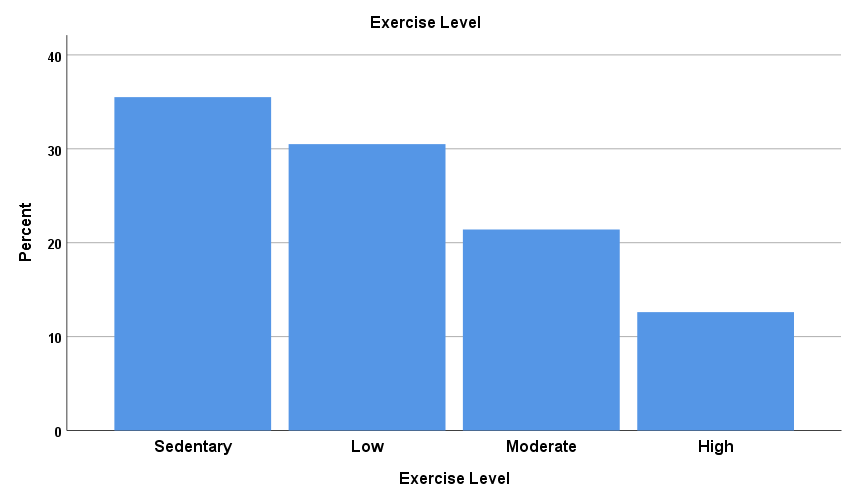 Exercise Level
40
30
20
10
0
Percent
Sedentary Low Moderate High
Exercise Level